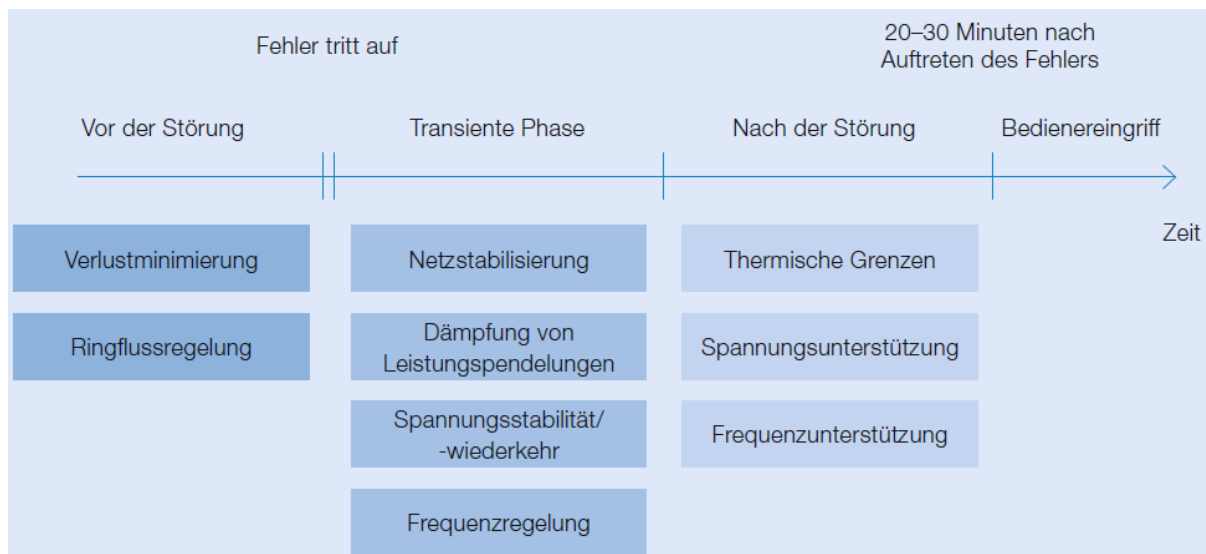 Fehler tritt auf
20–30 Minuten nach
Auftreten des Fehlers
Vor der Störung
Transiente Phase
Nach der Störung
Bedienereingriff
Zeit
Verlustminimierung
Netzstabilisierung
Thermische Grenzen
Ringflussregelung
Dämpfung von
Leistungspendelungen
Spannungsunterstützung
Spannungsstabilität/
-wiederkehr
Frequenzunterstützung
Frequenzregelung